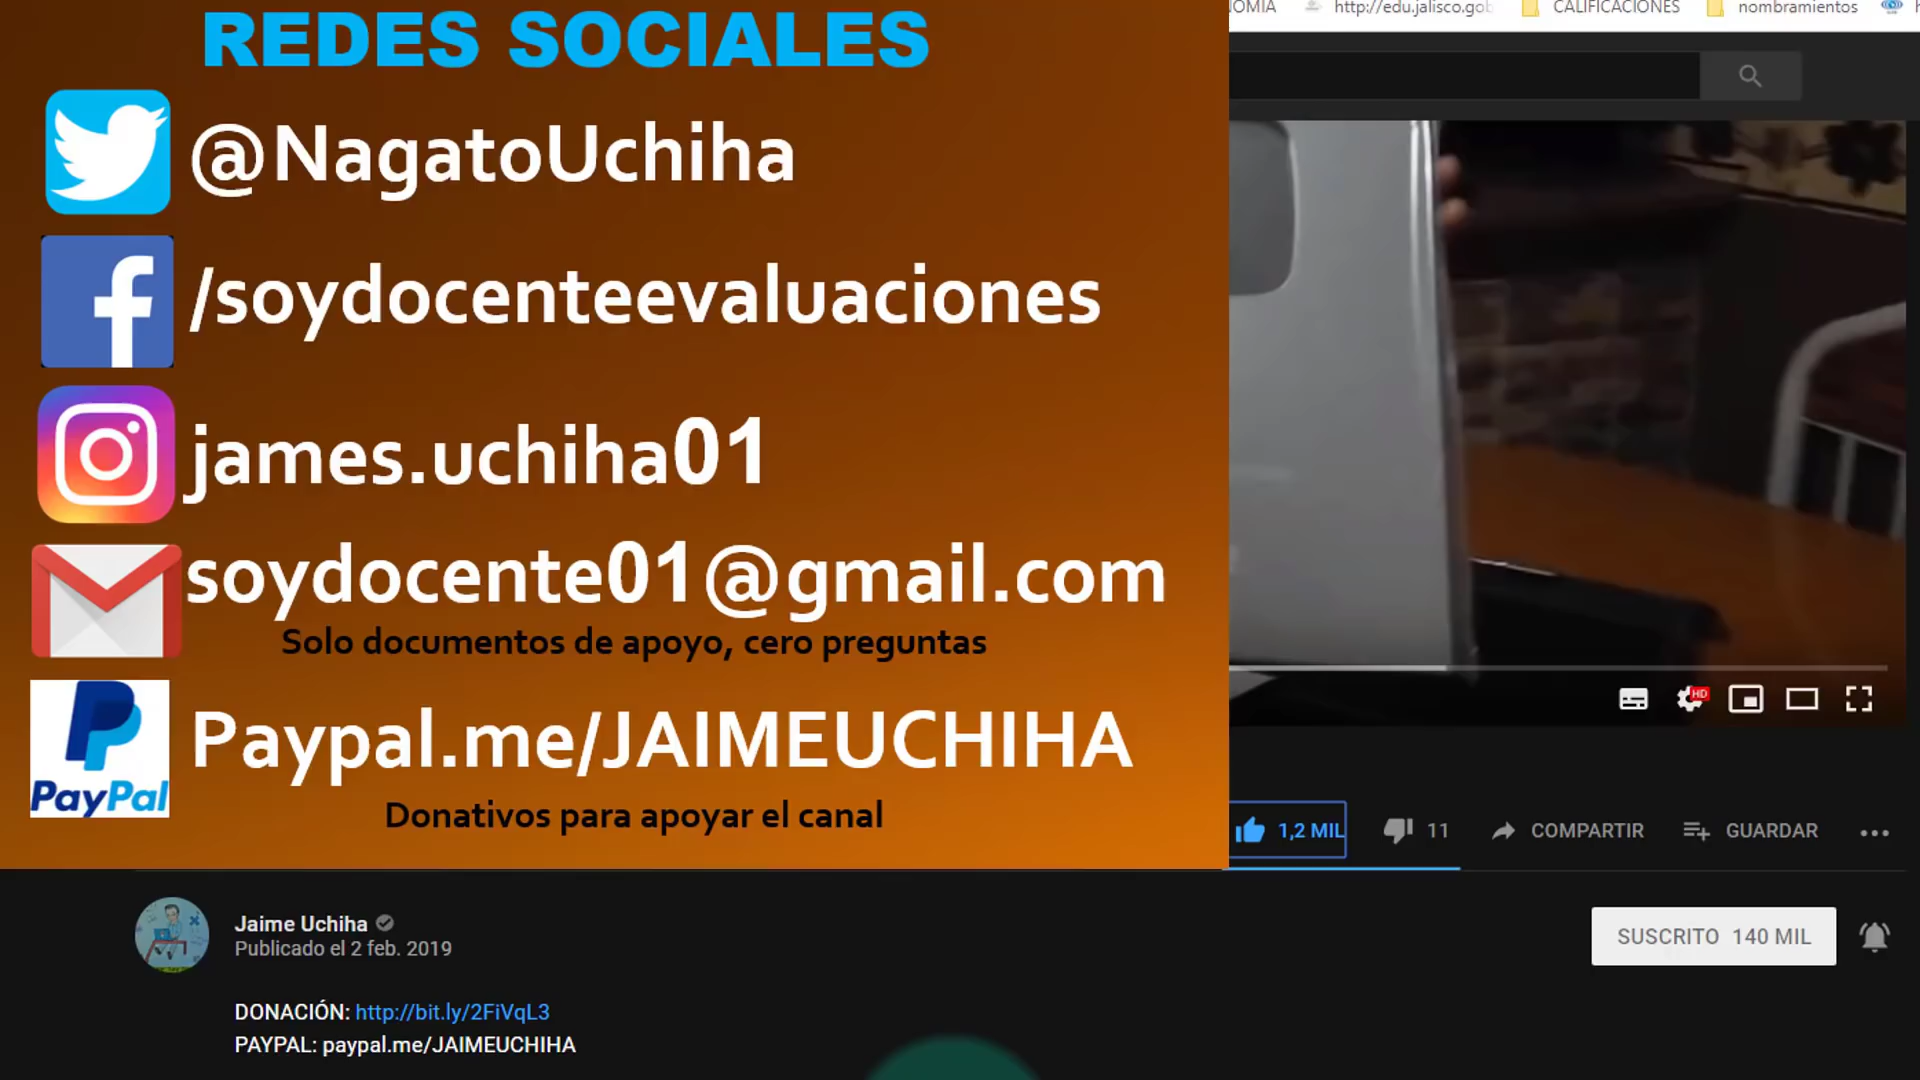 REDES SOCIALES
@NagatoUchiha
/soydocenteevaluaciones
james.uchiha01
soydocente01@gmail.com
Solo documentos de apoyo, cero preguntas
PayPal
Paypal.me/JAIMEUCHIHA
Donativos para apoyar el canal
http://edu.jalisco.gob
CALIFICACIONES
nombramientos
HD
1,2 MIL
11
COMPARTIR
GUARDAR
Jaime Uchiha
Publicado el 2 feb. 2019
SUSCRITO 140 MIL
DONACIÓN: http://bit.ly/2FiVqL3
PAYPAL: paypal.me/JAIMEUCHIHA